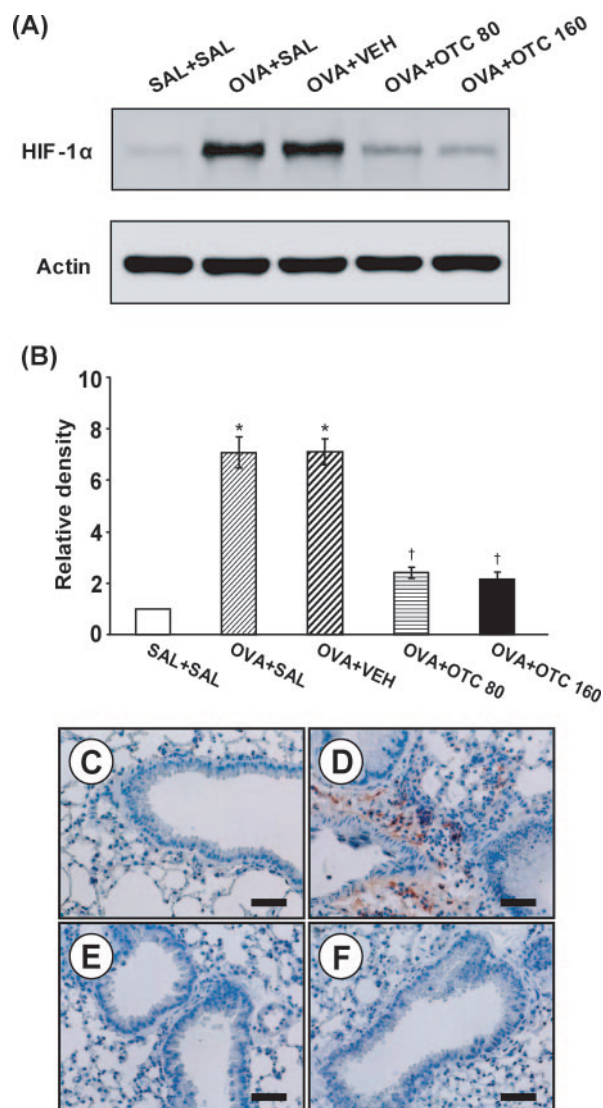 (A)
SAL+SAL OVA+SAL OVA+VEH OVA+OTC 80 OVA+OTC 160
HIF-1α
Actin
(B)
Relative density
10
8
6
4
2
0
* * † †
SAL+SAL OVA+SAL OVA+VEH OVA+OTC 80 OVA+OTC 160
C D
E F